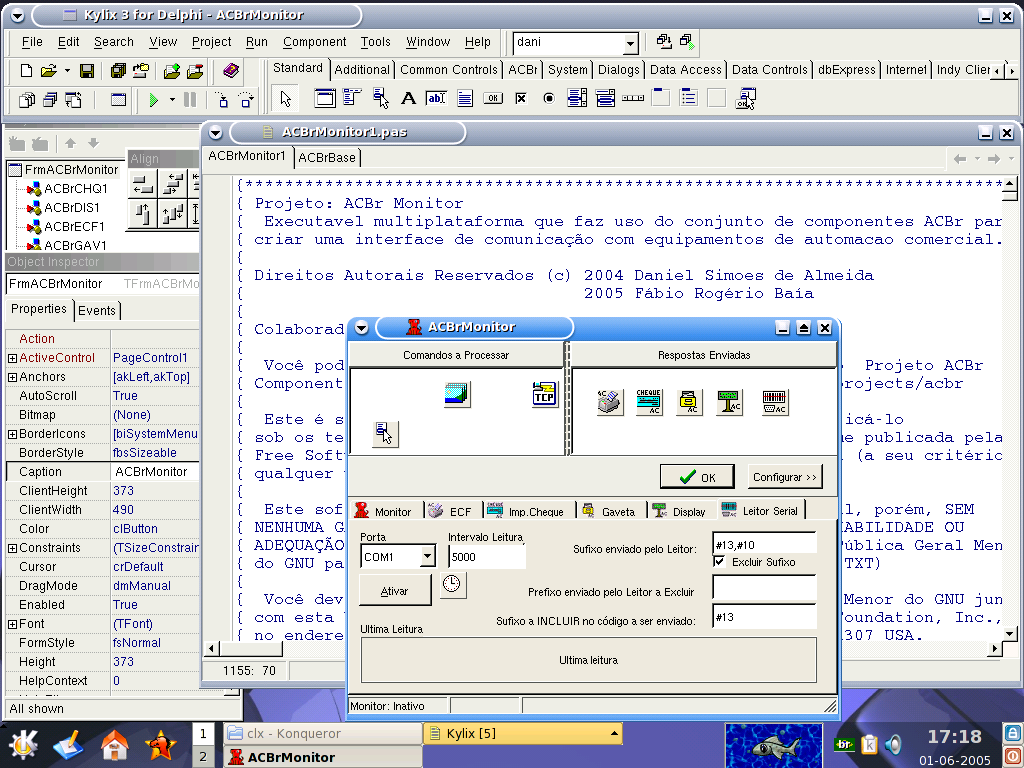 Kylix 3 for Delphi - ACBrMonitor
File Edit Search View Project Run Component Tools Window Help
dani
Standard Additional Common Controls ACBr System Dialogs Data Access Data Controls dbExpress Internet Indy Clien
ACBrMonitor1.pas
ACBrMonitor1 ACBrBase
FrmACBrMonitor
ACBrCHQ1
ACBrDIS1
ACBrECF1
ACBrGAV1
Align
Object Inspector
FrmACBrMonitor TFrmACBrMo
Properties Events
Action
ActiveControl PageControl1
Anchors [akLeft,akTop]
AutoScroll True
Bitmap (None)
BorderIcons [biSystemMenu
BorderStyle fbsSizeable
Caption ACBrMonitor
ClientHeight 373
ClientWidth 490
Color clButton
Constraints (TSizeConstrain
Cursor crDefault
DragMode dmManual
Enabled True
Font (TFont)
FormStyle fsNormal
Height 373
HelpContext 0
All shown
{******************************************************************************
{ Projeto: ACBr Monitor
{  Executavel multiplataforma que faz uso do conjunto de componentes ACBr par
{ criar uma interface de comunicação com equipamentos de automacao comercial.
{
{ Direitos Autorais Reservados (c) 2004 Daniel Simoes de Almeida
{                                  2005 Fábio Rogério Baía
{
{ Colaborad
{
{  Você pod Projeto ACBr
{ Component rojects/acbr
{
{  Este é s icá-lo
{ sob os te e publicada pela
{ Free Soft (a seu critéric
{ qualquer
{
{  Este sof l, porém, SEM
{ NENHUMA G ABILIDADE OU
{ ADEQUAÇÃO Pública Geral Men
{ do GNU pa TXT)
{
{  Você dev Menor do GNU jun
{ com esta oundation, Inc.,
{ no endere 307 USA.
1155: 70
ACBrMonitor
Comandos a Processar Respostas Enviadas
TCP
AC CHEQUE AC AC AC AC
OK Configurar >>
Monitor ECF Imp.Cheque Gaveta Display Leitor Serial
Porta Intervalo Leitura
COM1 5000
Sufixo enviado pelo Leitor: #13,#10
Excluir Sufixo
Ativar
Prefixo enviado pelo Leitor a Excluir
Sufixo a INCLUIR no código a ser enviado: #13
Ultima Leitura
Ultima leitura
Monitor: Inativo
1
2
clx - Konqueror
Kylix [5]
ACBrMonitor
br
17:18
01-06-2005